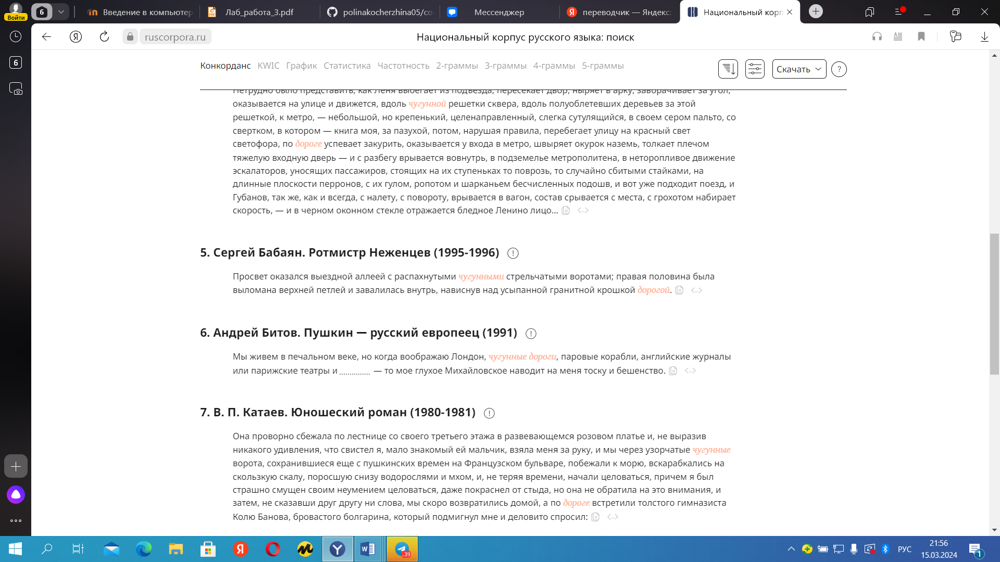 Войти
6
Введение в компьютер
Лаб_работа_3.pdf
polinakocherzhina05/co
Мессенджер
переводчик — Яндекс:
Национальный корп
ruscorpora.ru
Национальный корпус русского языка: поиск
6
Конкорданс KWIC График Статистика Частотность 2-граммы 3-граммы 4-граммы 5-граммы
Скачать
?
Нетрудно было представить, как Леня выбегает из подъезда, пересекает двор, ныряет в арку, заворачивает за угол,
оказывается на улице и движется, вдоль чугунной решетки сквера, вдоль полуоблетевших деревьев за этой
решеткой, к метро, — небольшой, но крепенький, целенаправленный, слегка сутулящийся, в своем сером пальто, со
свертком, в котором — книга моя, за пазухой, потом, нарушая правила, перебегает улицу на красный свет
светофора, по дороге успевает закурить, оказывается у входа в метро, швыряет окурок наземь, толкает плечом
тяжелую входную дверь — и с разбегу врывается вовнутрь, в подземелье метрополитена, в неторопливое движение
эскалаторов, уносящих пассажиров, стоящих на их ступеньках то поврозь, то случайно сбитыми стайками, на
длинные плоскости перронов, с их гулом, ропотом и шарканьем бесчисленных подошв, и вот уже подходит поезд, и
Губанов, так же, как и всегда, с налету, с повороту, врывается в вагон, состав срывается с места, с грохотом набирает
скорость, — и в черном оконном стекле отражается бледное Ленино лицо... <...>
5. Сергей Бабаян. Ротмистр Неженцев (1995-1996)
Просвет оказался выездной аллеей с распахнутыми чугунными стрельчатыми воротами; правая половина была
выломана верхней петлей и завалилась внутрь, нависнув над усыпанной гранитной крошкой дорогой. <...>
6. Андрей Битов. Пушкин — русский европеец (1991)
Мы живем в печальном веке, но когда воображаю Лондон, чугунные дороги, паровые корабли, английские журналы
или парижские театры и .............. — то мое глухое Михайловское наводит на меня тоску и бешенство. <...>
7. В. П. Катаев. Юношеский роман (1980-1981)
Она проворно сбежала по лестнице со своего третьего этажа в развевающемся розовом платье и, не выразив
никакого удивления, что свистел я, мало знакомый ей мальчик, взяла меня за руку, и мы через узорчатые чугунные
ворота, сохранившиеся еще с пушкинских времен на Французском бульваре, побежали к морю, вскарабкались на
скользкую скалу, поросшую снизу водорослями и мхом, и, не теряя времени, начали целоваться, причем я был
страшно смущен своим неумением целоваться, даже покраснел от стыда, но она не обратила на это внимания, и
затем, не сказавши друг другу ни слова, мы скоро возвратились домой, а по дороге встретили толстого гимназиста
Колю Банова, бровастого болгарина, который подмигнул мне и деловито спросил: <...>
..39
РУС
21:56
15.03.2024
1